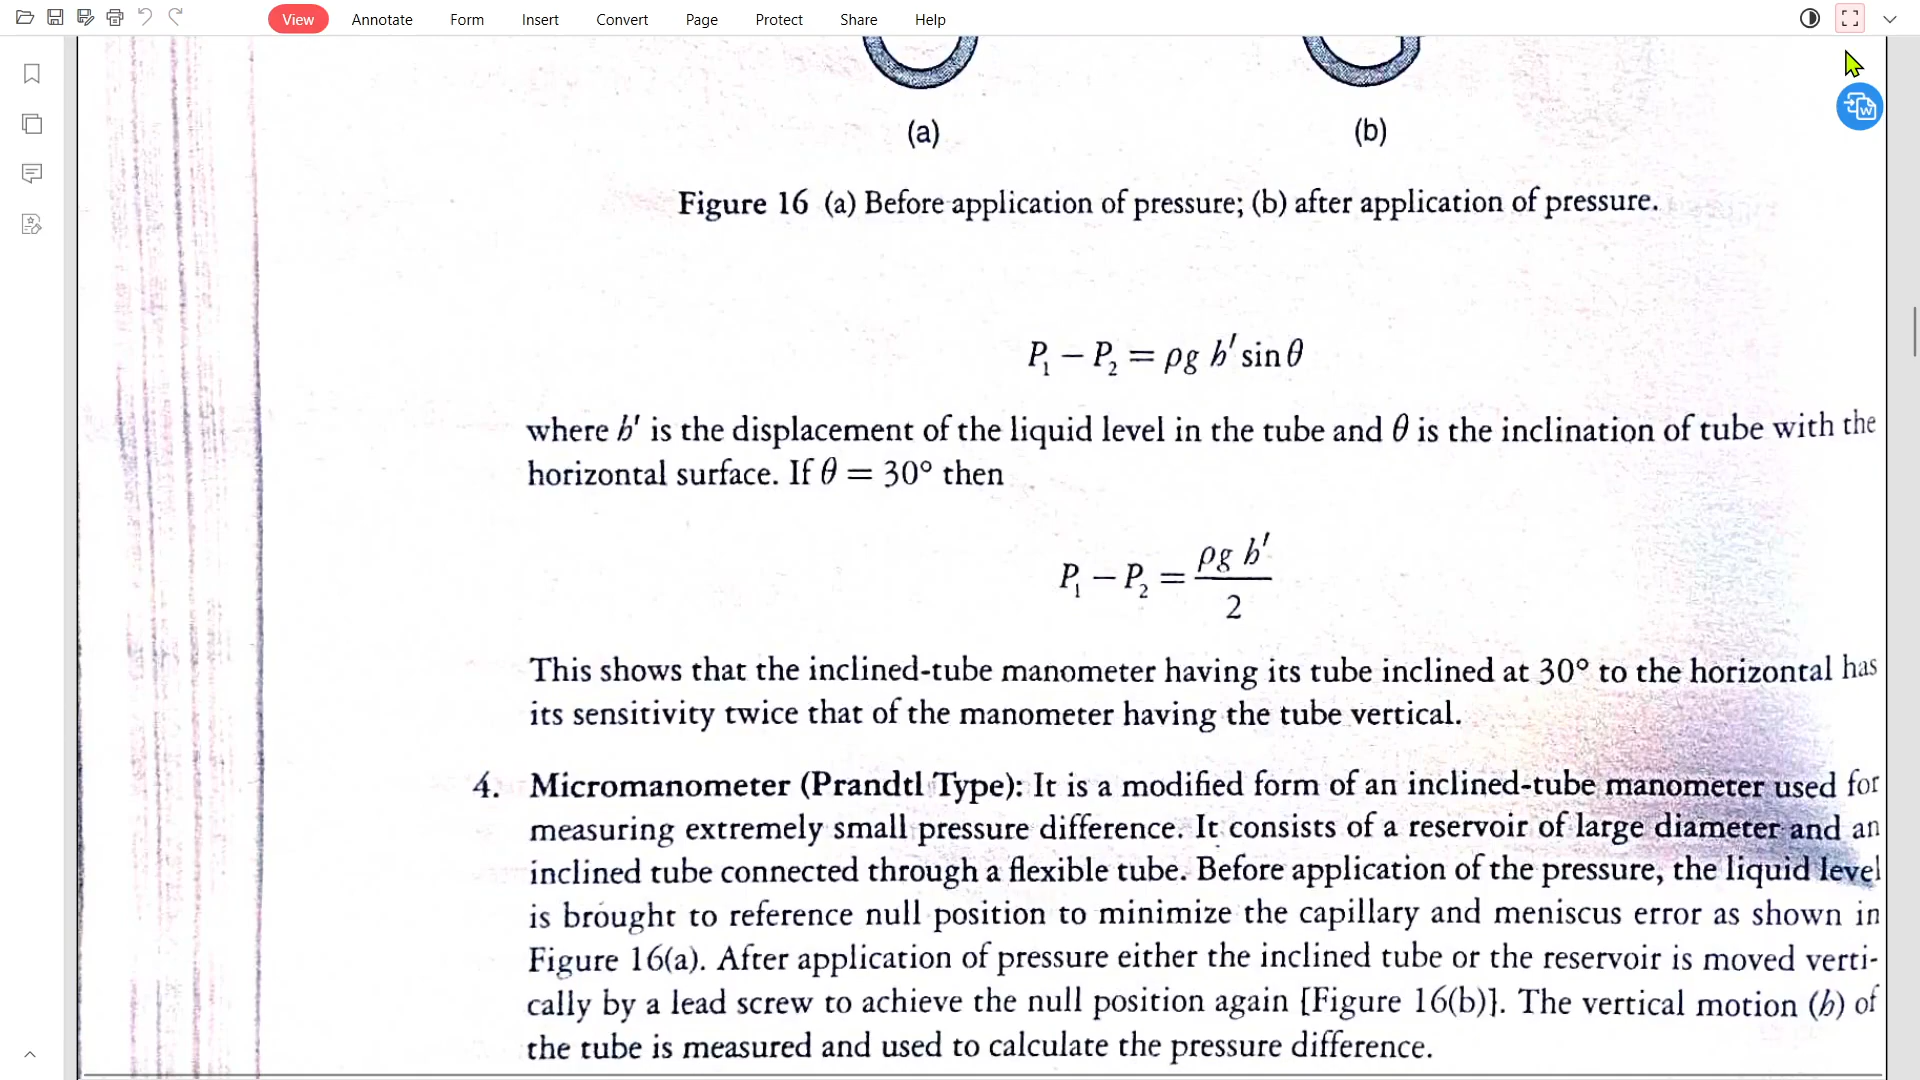 View Annotate Form Insert Convert Page Protect Share Help
(a) (b)
Figure 16 (a) Before application of pressure; (b) after application of pressure.
P₁ − P₂ = ρg h′ sin θ
where h′ is the displacement of the liquid level in the tube and θ is the inclination of tube with the
horizontal surface. If θ = 30° then
P₁ − P₂ = ρg h′ / 2
This shows that the inclined-tube manometer having its tube inclined at 30° to the horizontal has
its sensitivity twice that of the manometer having the tube vertical.
4. Micromanometer (Prandtl Type): It is a modified form of an inclined-tube manometer used for
measuring extremely small pressure difference. It consists of a reservoir of large diameter and an
inclined tube connected through a flexible tube. Before application of the pressure, the liquid level
is brought to reference null position to minimize the capillary and meniscus error as shown in
Figure 16(a). After application of pressure either the inclined tube or the reservoir is moved verti-
cally by a lead screw to achieve the null position again [Figure 16(b)]. The vertical motion (h) of
the tube is measured and used to calculate the pressure difference.